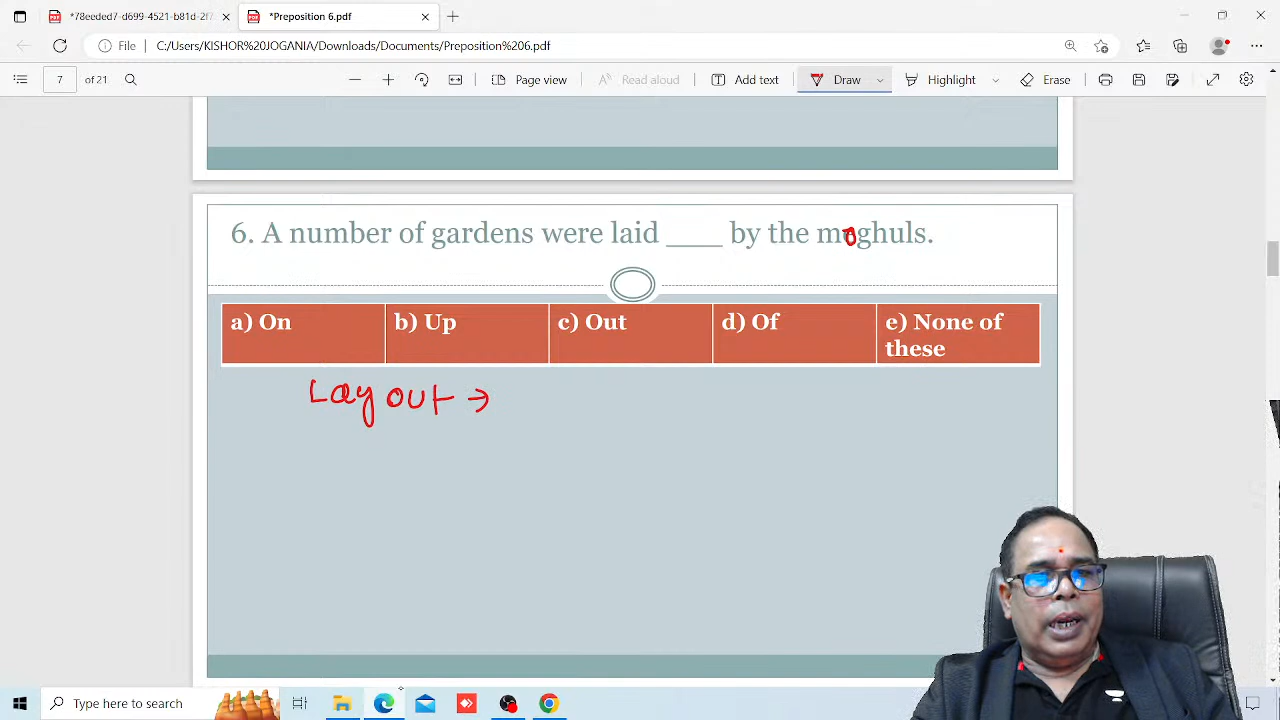 *78eeded7-d699-4521-b81d-2f7
*Preposition 6.pdf
File
C:/Users/KISHOR%20JOGANIA/Downloads/Documents/Preposition%206.pdf
7 of 21
Page view
Read aloud
Add text
Draw
Highlight
Erase
6. A number of gardens were laid ____ by the moghuls.
a) On
b) Up
c) Out
d) Of
e) None of
these
Lay out →
Type here to search